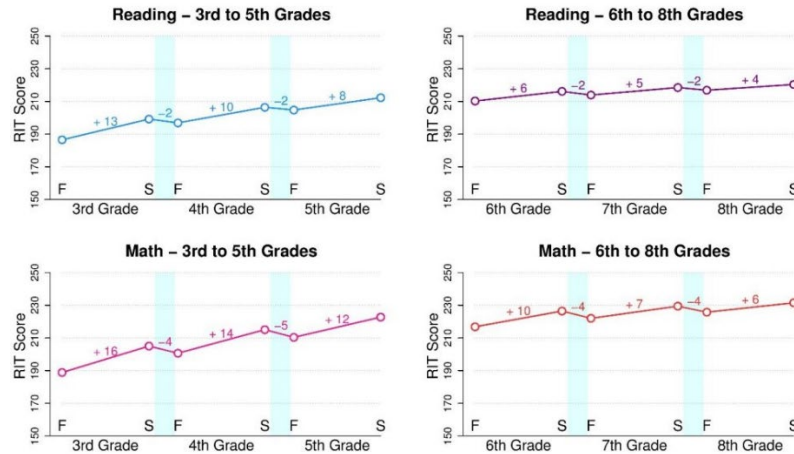 Reading – 3rd to 5th Grades
RIT Score
250
230
210
190
170
150
+ 13
−2
+ 10
−2
+ 8
F
S
F
S
F
S
3rd Grade
4th Grade
5th Grade
Reading – 6th to 8th Grades
RIT Score
250
230
210
190
170
150
+ 6
−2
+ 5
−2
+ 4
F
S
F
S
F
S
6th Grade
7th Grade
8th Grade
Math – 3rd to 5th Grades
RIT Score
250
230
210
190
170
150
+ 16
−4
+ 14
−5
+ 12
F
S
F
S
F
S
3rd Grade
4th Grade
5th Grade
Math – 6th to 8th Grades
RIT Score
250
230
210
190
170
150
+ 10
−4
+ 7
−4
+ 6
F
S
F
S
F
S
6th Grade
7th Grade
8th Grade